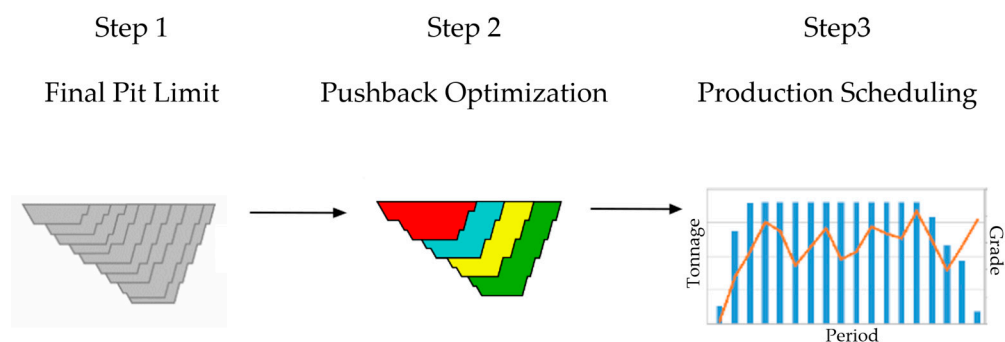 Step 1
Step 2
Step3
Final Pit Limit
Pushback Optimization
Production Scheduling
Tonnage
Grade
Period